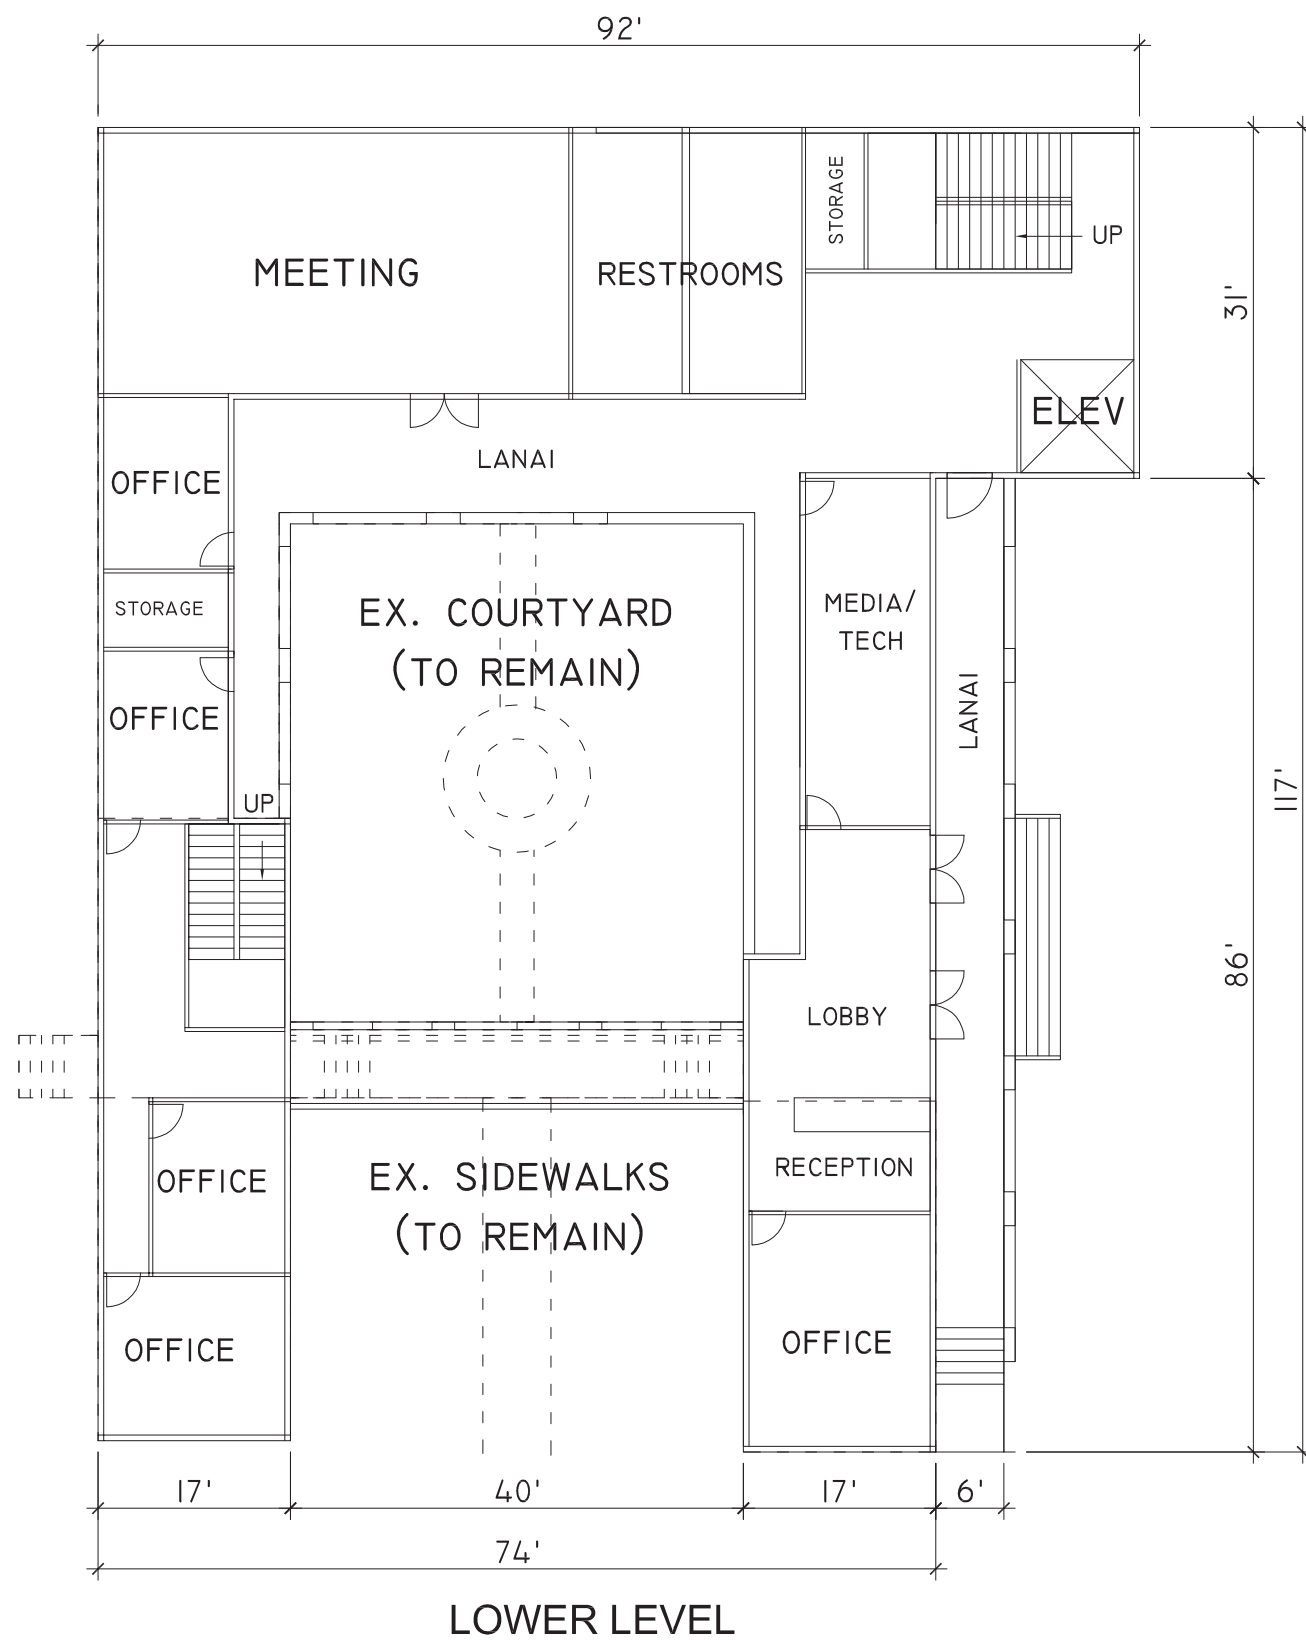 92'
STORAGE
UP
MEETING
RESTROOMS
31'
ELEV
LANAI
OFFICE
STORAGE
EX. COURTYARD
(TO REMAIN)
MEDIA/
TECH
LANAI
OFFICE
UP
117'
86'
LOBBY
RECEPTION
OFFICE
EX. SIDEWALKS
(TO REMAIN)
OFFICE
OFFICE
17'
40'
17'
6'
74'
LOWER LEVEL